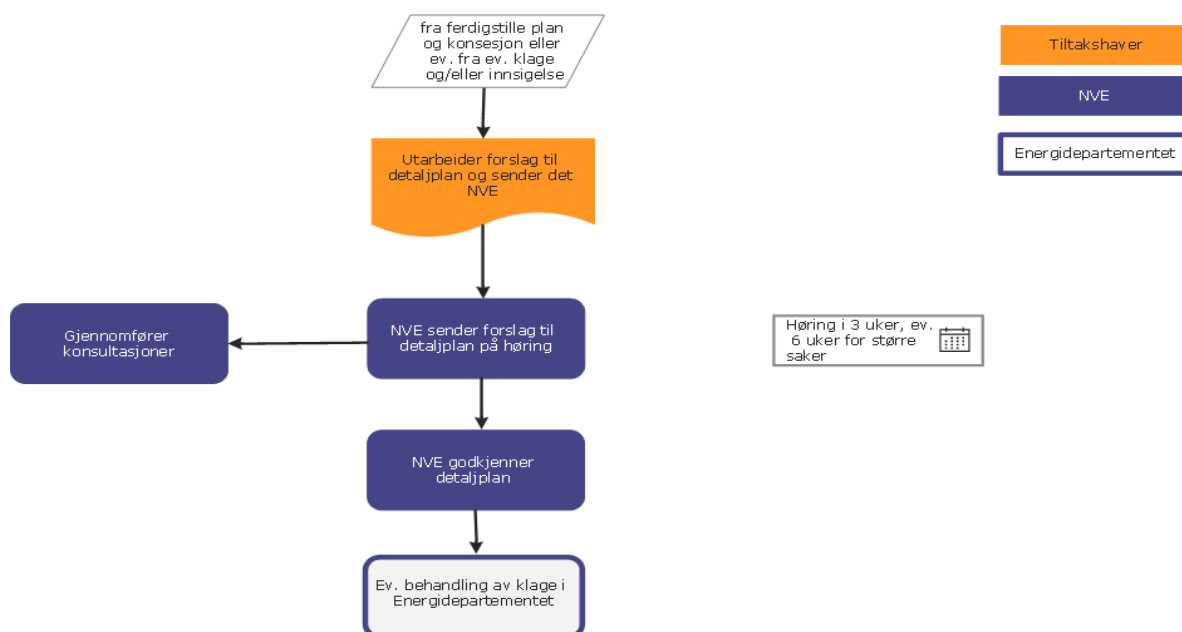 fra ferdigstille plan
og konsesjon eller
ev. fra ev. klage
og/eller innsigelse
Tiltakshaver
NVE
Energidepartementet
Utarbeider forslag til
detaljplan og sender det
NVE
Gjennomfører
konsultasjoner
NVE sender forslag til
detaljplan på høring
Høring i 3 uker, ev.
6 uker for større
saker
NVE godkjenner
detaljplan
Ev. behandling av klage i
Energidepartementet